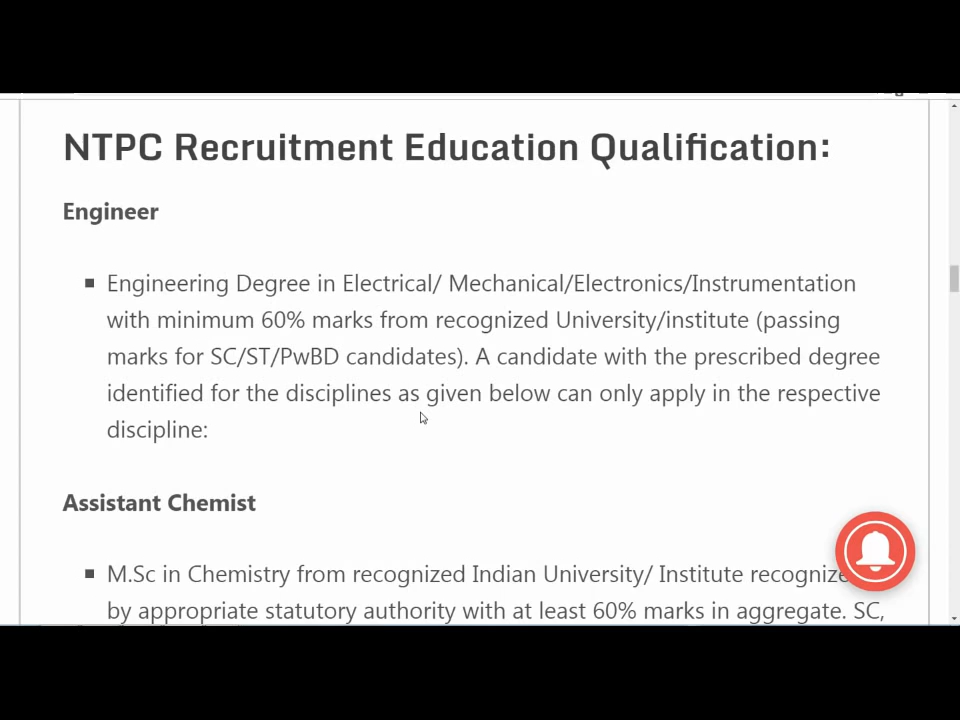 NTPC Recruitment Education Qualification:
Engineer
Engineering Degree in Electrical/ Mechanical/Electronics/Instrumentation
with minimum 60% marks from recognized University/institute (passing
marks for SC/ST/PwBD candidates). A candidate with the prescribed degree
identified for the disciplines as given below can only apply in the respective
discipline:
Assistant Chemist
M.Sc in Chemistry from recognized Indian University/ Institute recognize
by appropriate statutory authority with at least 60% marks in aggregate. SC,